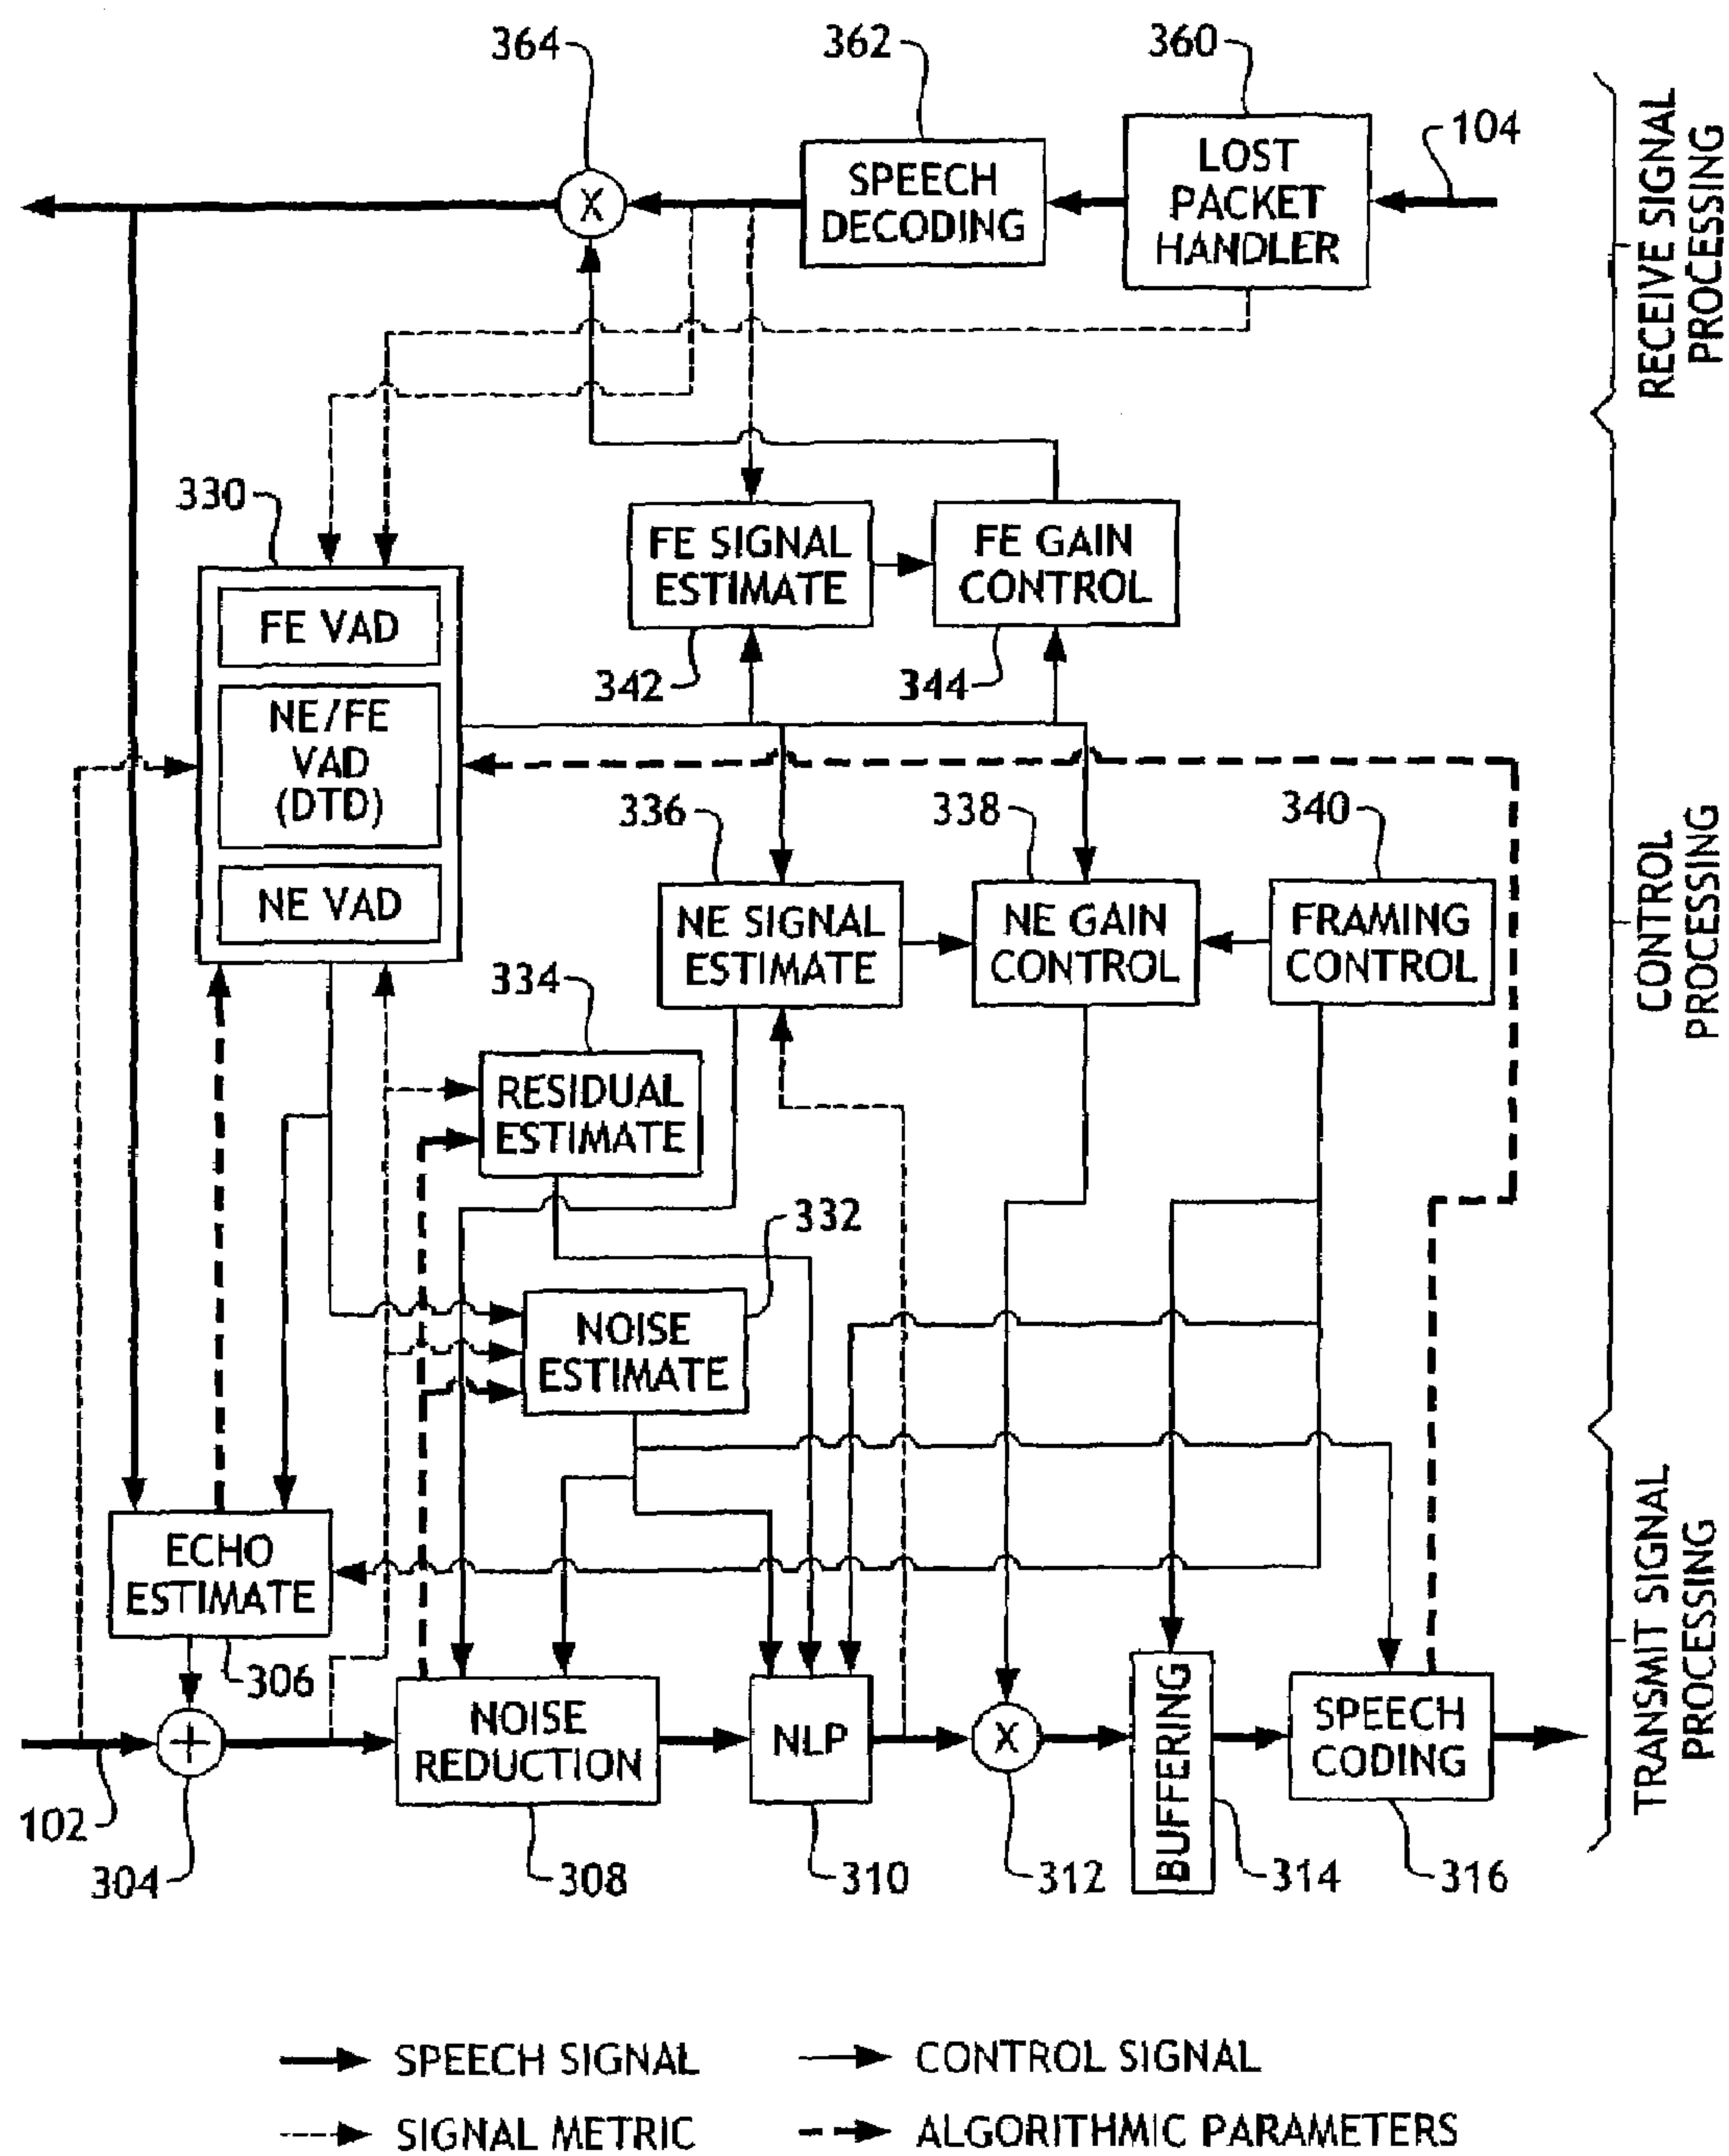 364
362
360
104
SPEECH
DECODING
LOST
PACKET
HANDLER
X
RECEIVE SIGNAL
PROCESSING
330
FE VAD
NE/FE
VAD
(DTD)
NE VAD
FE SIGNAL
ESTIMATE
FE GAIN
CONTROL
342
344
336
338
340
NE SIGNAL
ESTIMATE
NE GAIN
CONTROL
FRAMING
CONTROL
CONTROL
PROCESSING
334
RESIDUAL
ESTIMATE
332
NOISE
ESTIMATE
ECHO
ESTIMATE
306
TRANSMIT SIGNAL
PROCESSING
102
+
304
NOISE
REDUCTION
308
NLP
310
X
312
BUFFERING
314
SPEECH
CODING
316
SPEECH SIGNAL
CONTROL SIGNAL
SIGNAL METRIC
ALGORITHMIC PARAMETERS